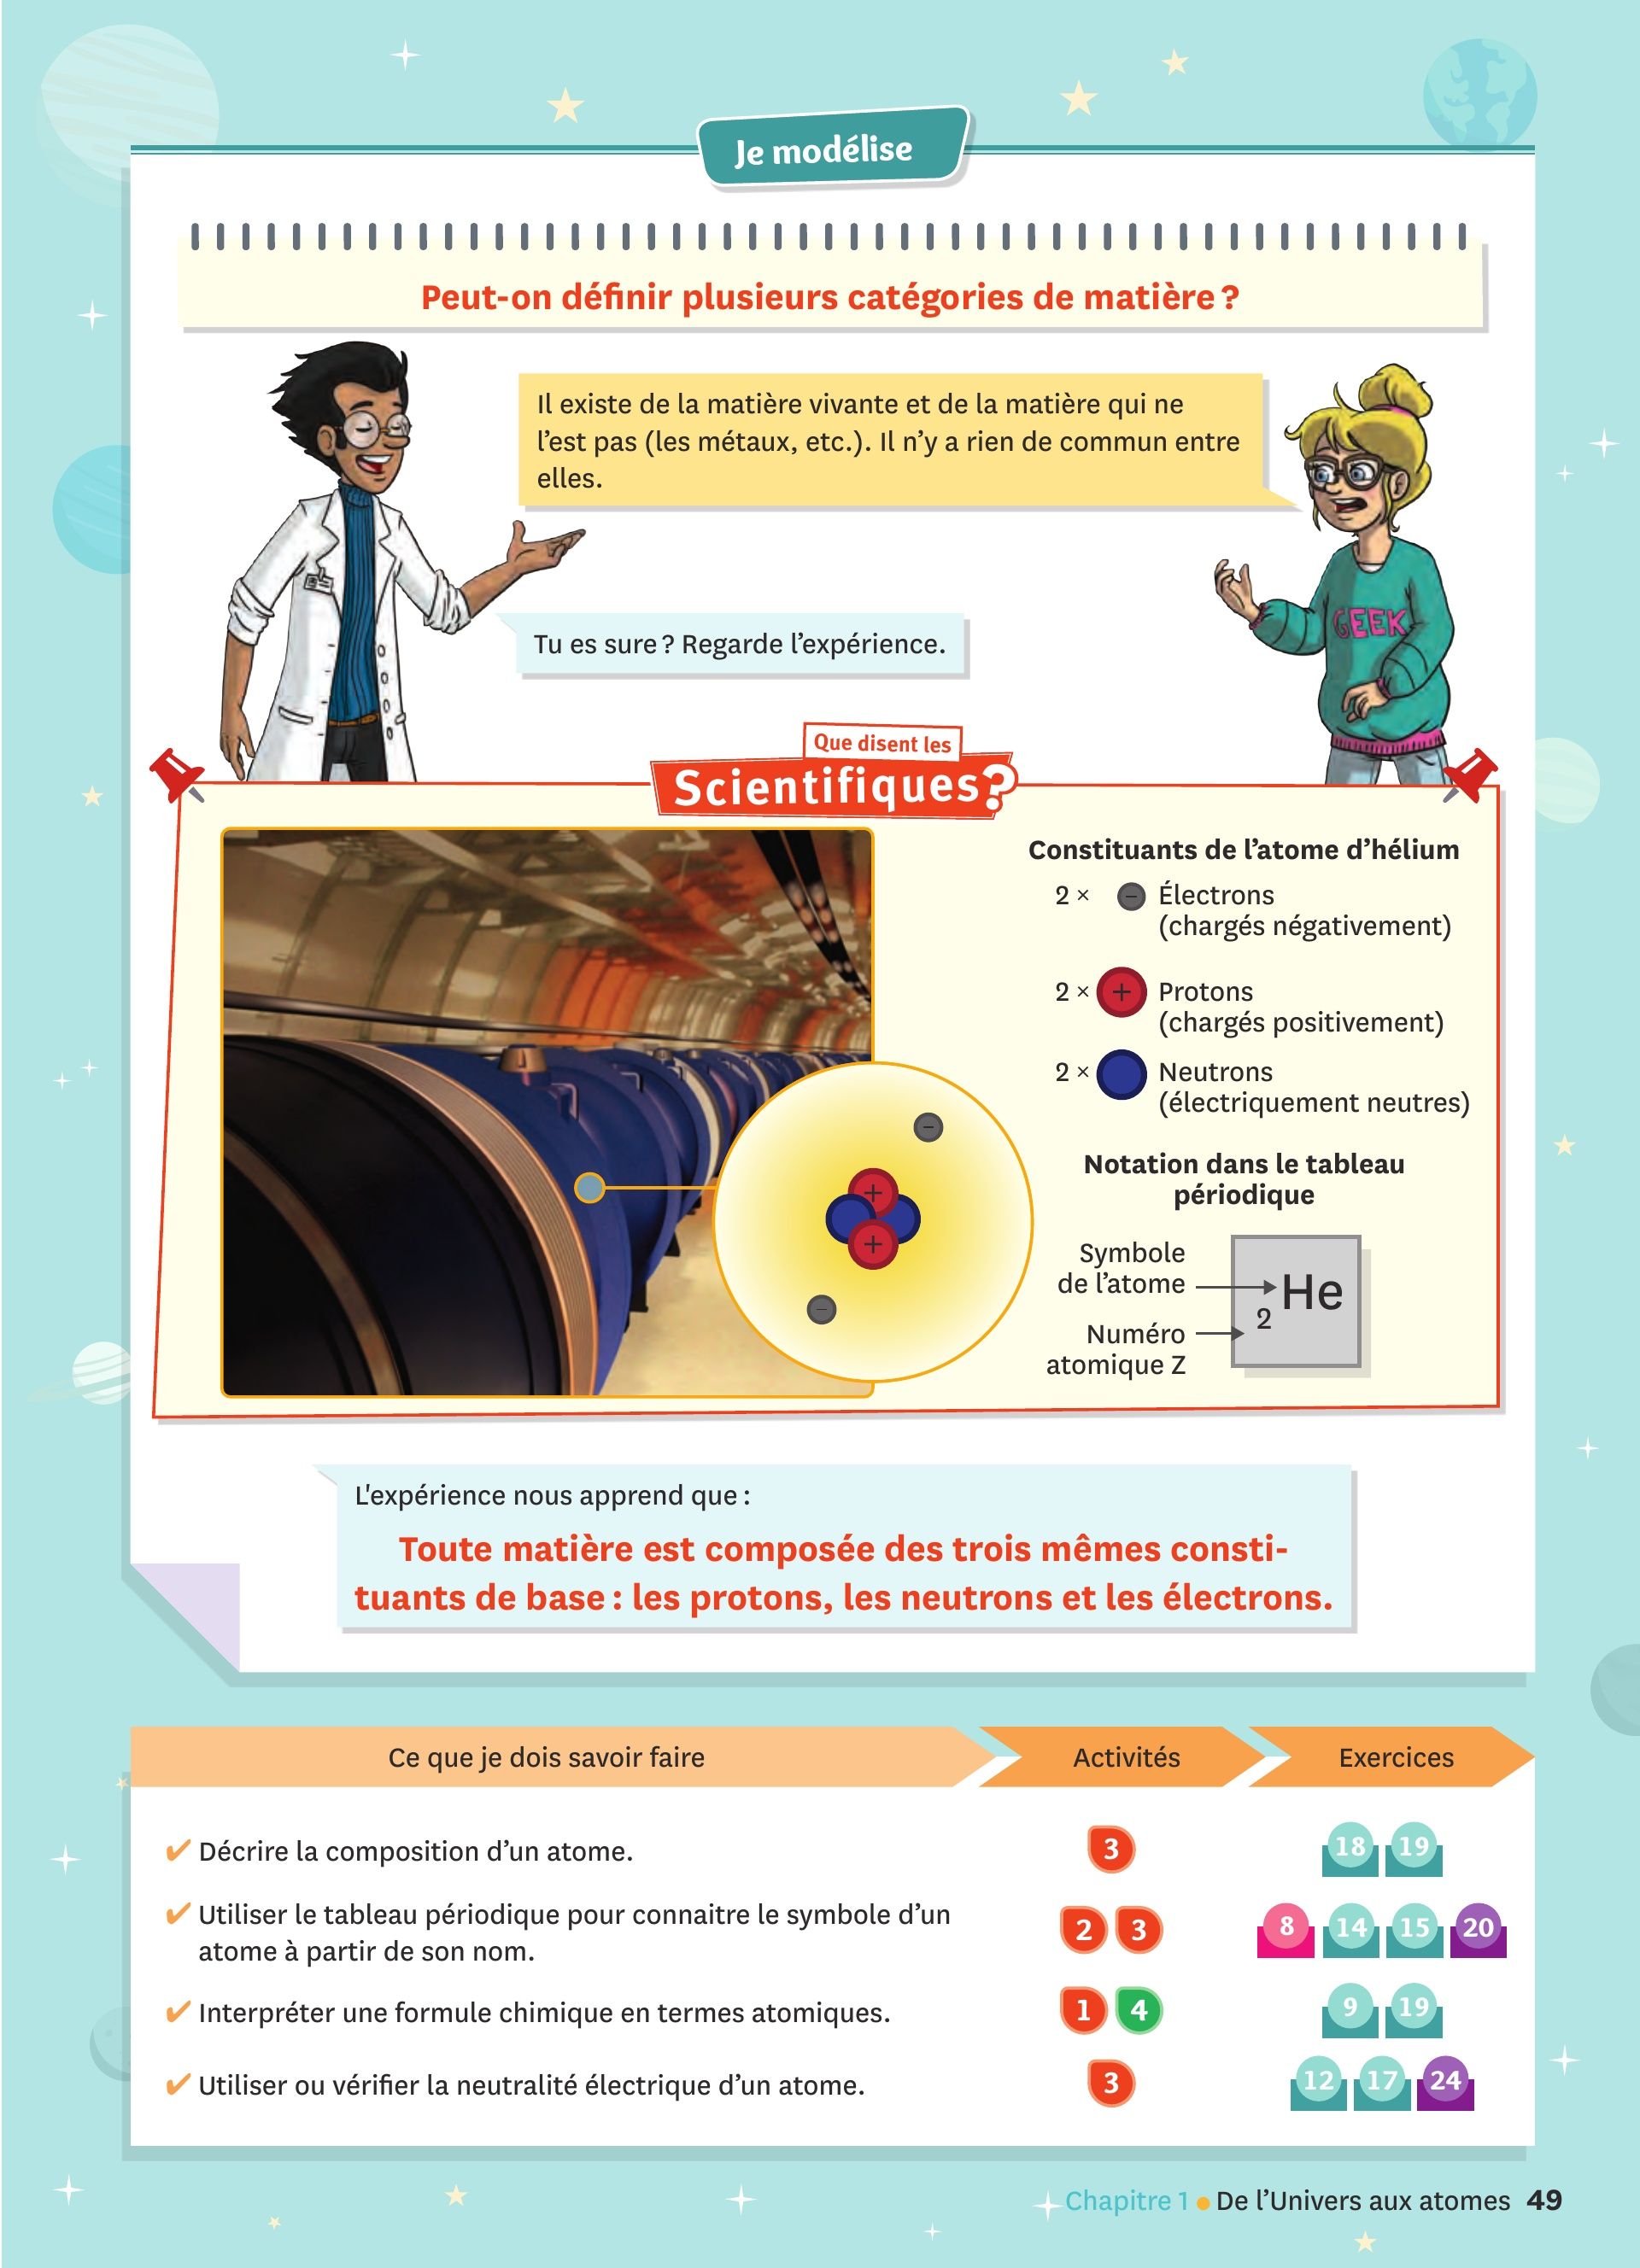 Je modélise
Peut-on définir plusieurs catégories de matière ?
Il existe de la matière vivante et de la matière qui ne
l'est pas (les métaux, etc.). Il n'y a rien de commun entre
elles.
GEEK
Tu es sure ? Regarde l'expérience.
Que disent les
Scientifiques?
Constituants de l'atome d'hélium
2 × − Électrons
(chargés négativement)
2 × + Protons
(chargés positivement)
2 × Neutrons
(électriquement neutres)
−
+
+
−
Notation dans le tableau
périodique
Symbole
de l'atome
He
2
Numéro
atomique Z
L'expérience nous apprend que :
Toute matière est composée des trois mêmes consti-
tuants de base : les protons, les neutrons et les électrons.
Ce que je dois savoir faire Activités Exercices
✔ Décrire la composition d'un atome. 3 18 19
✔ Utiliser le tableau périodique pour connaitre le symbole d'un
atome à partir de son nom. 2 3 8 14 15 20
✔ Interpréter une formule chimique en termes atomiques. 1 4 9 19
✔ Utiliser ou vérifier la neutralité électrique d'un atome. 3 12 17 24
Chapitre 1 • De l'Univers aux atomes 49